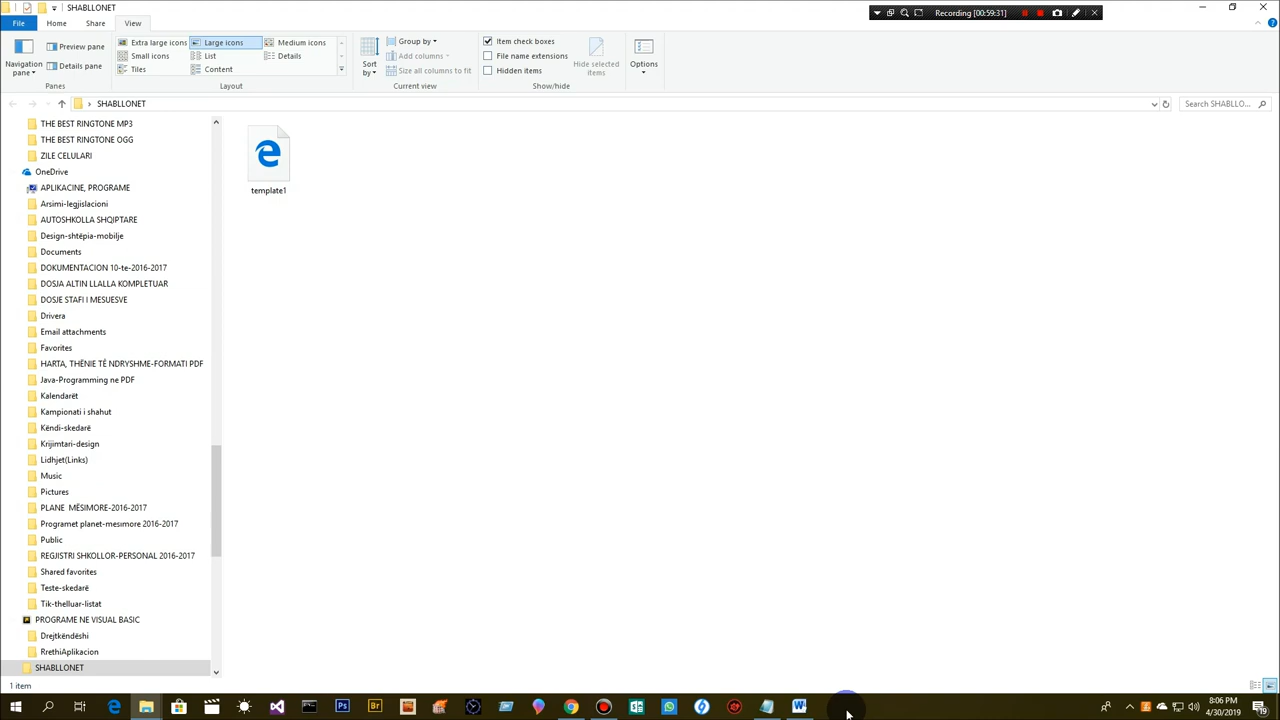 SHABLLONET
Recording [00:59:31]
File Home Share View
Navigation pane
Preview pane
Details pane
Panes
Extra large icons Large icons Medium icons
Small icons List Details
Tiles Content
Layout
Sort by
Group by
Add columns
Size all columns to fit
Current view
Item check boxes
File name extensions
Hidden items
Hide selected items
Show/hide
Options
SHABLLONET
Search SHABLLO...
THE BEST RINGTONE MP3
THE BEST RINGTONE OGG
ZILE CELULARI
OneDrive
APLIKACINE, PROGRAME
Arsimi-legjislacioni
AUTOSHKOLLA SHQIPTARE
Design-shtëpia-mobilje
Documents
DOKUMENTACION 10-te-2016-2017
DOSJA ALTIN LLALLA KOMPLETUAR
DOSJE STAFI I MESUESVE
Drivera
Email attachments
Favorites
HARTA, THËNIE TË NDRYSHME-FORMATI PDF
Java-Programming ne PDF
Kalendarët
Kampionati i shahut
Këndi-skedarë
Krijimtari-design
Lidhjet(Links)
Music
Pictures
PLANE MËSIMORE-2016-2017
Programet planet-mesimore 2016-2017
Public
REGJISTRI SHKOLLOR-PERSONAL 2016-2017
Shared favorites
Teste-skedarë
Tik-thelluar-listat
PROGRAME NE VISUAL BASIC
Drejtkëndëshi
RrethiAplikacion
SHABLLONET
template1
1 item
8:06 PM
4/30/2019